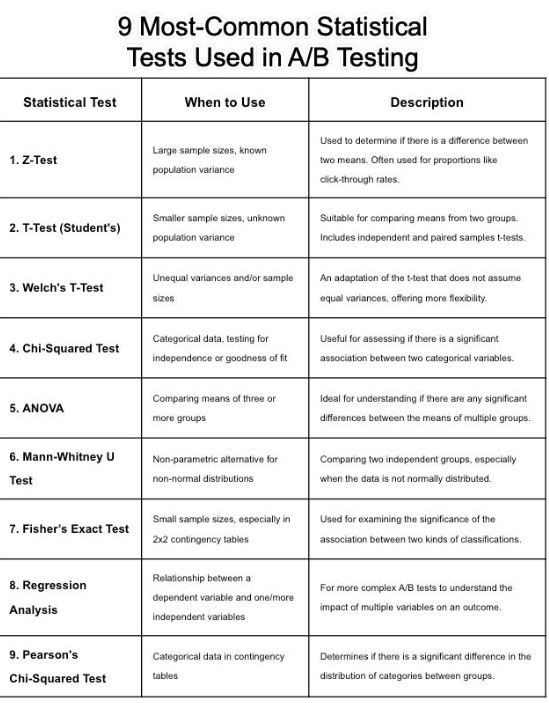 9 Most-Common Statistical
Tests Used in A/B Testing
Statistical Test
When to Use
Description
1. Z-Test
Large sample sizes, known
population variance
Used to determine if there is a difference between
two means. Often used for proportions like
click-through rates.
2. T-Test (Student's)
Smaller sample sizes, unknown
population variance
Suitable for comparing means from two groups.
Includes independent and paired samples t-tests.
3. Welch's T-Test
Unequal variances and/or sample
sizes
An adaptation of the t-test that does not assume
equal variances, offering more flexibility.
4. Chi-Squared Test
Categorical data, testing for
independence or goodness of fit
Useful for assessing if there is a significant
association between two categorical variables.
5. ANOVA
Comparing means of three or
more groups
Ideal for understanding if there are any significant
differences between the means of multiple groups.
6. Mann-Whitney U
Test
Non-parametric alternative for
non-normal distributions
Comparing two independent groups, especially
when the data is not normally distributed.
7. Fisher's Exact Test
Small sample sizes, especially in
2x2 contingency tables
Used for examining the significance of the
association between two kinds of classifications.
8. Regression
Analysis
Relationship between a
dependent variable and one/more
independent variables
For more complex A/B tests to understand the
impact of multiple variables on an outcome.
9. Pearson's
Chi-Squared Test
Categorical data in contingency
tables
Determines if there is a significant difference in the
distribution of categories between groups.